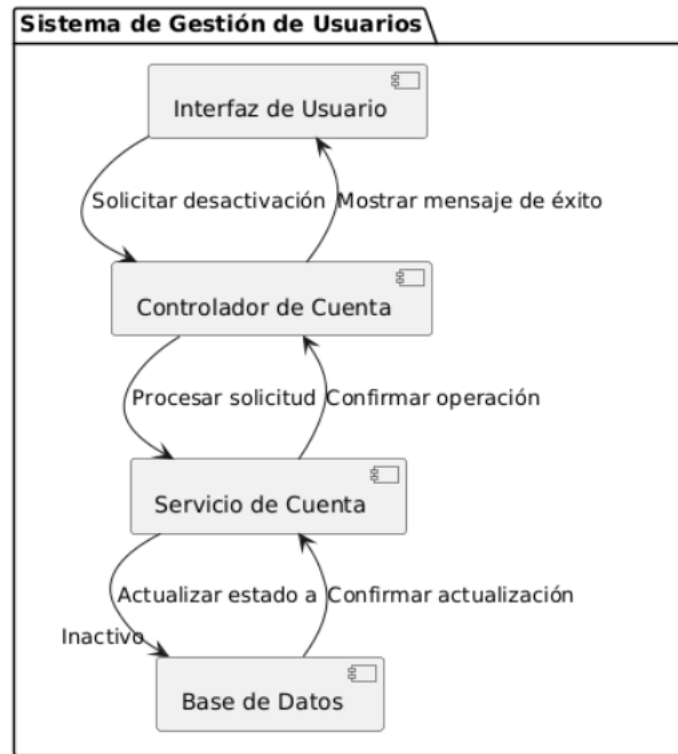 Sistema de Gestión de Usuarios
Interfaz de Usuario
Solicitar desactivación
Mostrar mensaje de éxito
Controlador de Cuenta
Procesar solicitud
Confirmar operación
Servicio de Cuenta
Actualizar estado a
Confirmar actualización
Inactivo
Base de Datos